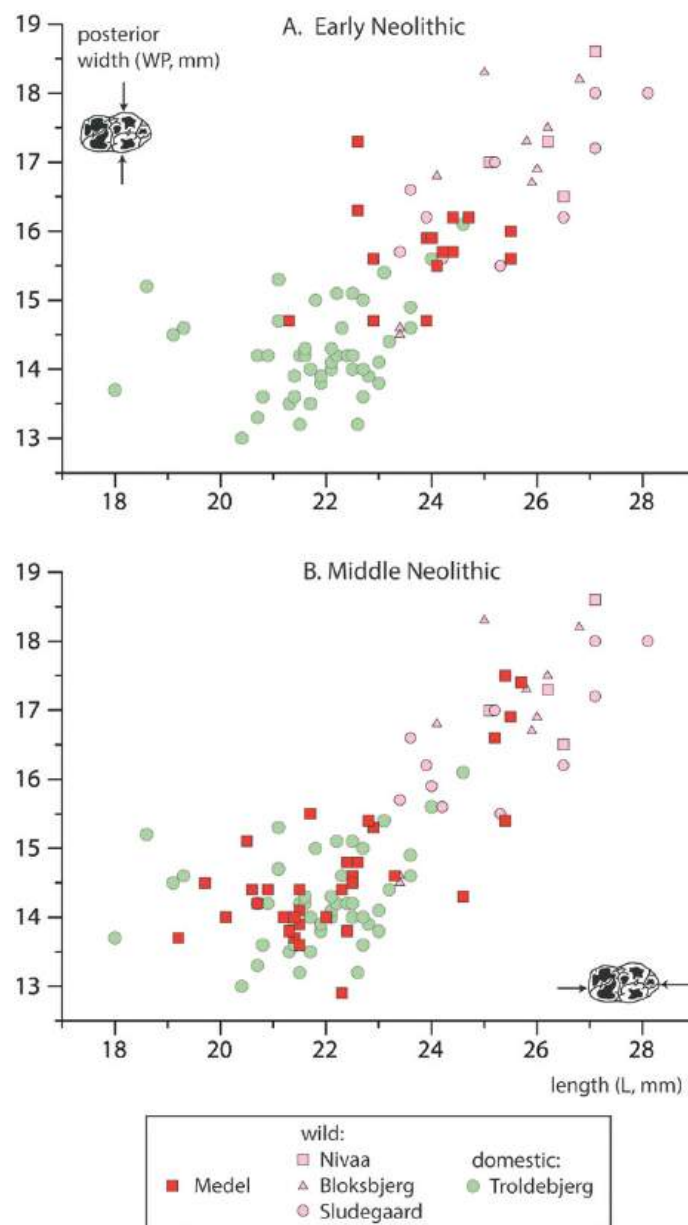 A. Early Neolithic
posterior
width (WP, mm)
19
18
17
16
15
14
13
18
20
22
24
26
28
B. Middle Neolithic
19
18
17
16
15
14
13
18
20
22
24
26
28
length (L, mm)
wild:
Nivaa
domestic:
Medel
Bloksbjerg
Troldebjerg
Sludegaard